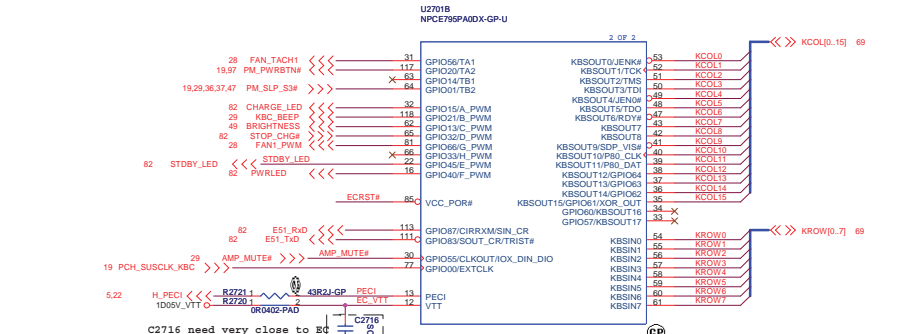 U2701B
NPCE795PA0DX-GP-U
2 OF 2
28 FAN_TACH1 31 GPIO56/TA1
19,97 PM_PWRBTN# 117 GPIO20/TA2
63 GPIO14/TB1
19,29,36,37,47 PM_SLP_S3# 64 GPIO01/TB2
82 CHARGE_LED 32 GPIO15/A_PWM
29 KBC_BEEP 118 GPIO21/B_PWM
49 BRIGHTNESS 62 GPIO13/C_PWM
82 STOP_CHG# 65 GPIO32/D_PWM
28 FAN1_PWM 81 GPIO66/G_PWM
66 GPIO33/H_PWM
82 STDBY_LED STDBY_LED 22 GPIO45/E_PWM
82 PWRLED 16 GPIO40/F_PWM
ECRST# 85 VCC_POR#
82 E51_RxD 113 GPIO87/CIRRXM/SIN_CR
82 E51_TxD 111 GPIO83/SOUT_CR/TRIST#
29 AMP_MUTE# AMP_MUTE# 30 GPIO55/CLKOUT/IOX_DIN_DIO
19 PCH_SUSCLK_KBC 77 GPIO00/EXTCLK
5,22 H_PECI R2721 1 2 43R2J-GP PECI 13 PECI
1D05V_VTT R2720 1 2 EC_VTT 12 VTT
0R0402-PAD
C2716
C2716 need very close to EC
KBSOUT0/JENK# 53 KCOL0
KBSOUT1/TCK 52 KCOL1
KBSOUT2/TMS 51 KCOL2
KBSOUT3/TDI 50 KCOL3
KBSOUT4/JEN0# 49 KCOL4
KBSOUT5/TDO 48 KCOL5
KBSOUT6/RDY# 47 KCOL6
KBSOUT7 43 KCOL7
KBSOUT8 42 KCOL8
KBSOUT9/SDP_VIS# 41 KCOL9
KBSOUT10/P80_CLK 40 KCOL10
KBSOUT11/P80_DAT 39 KCOL11
KBSOUT12/GPIO64 38 KCOL12
KBSOUT13/GPIO63 37 KCOL13
KBSOUT14/GPIO62 36 KCOL14
KBSOUT15/GPIO61/XOR_OUT 35 KCOL15
GPIO60/KBSOUT16 34
GPIO57/KBSOUT17 33
KCOL[0..15] 69
KBSIN0 54 KROW0
KBSIN1 55 KROW1
KBSIN2 56 KROW2
KBSIN3 57 KROW3
KBSIN4 58 KROW4
KBSIN5 59 KROW5
KBSIN6 60 KROW6
KBSIN7 61 KROW7
KROW[0..7] 69